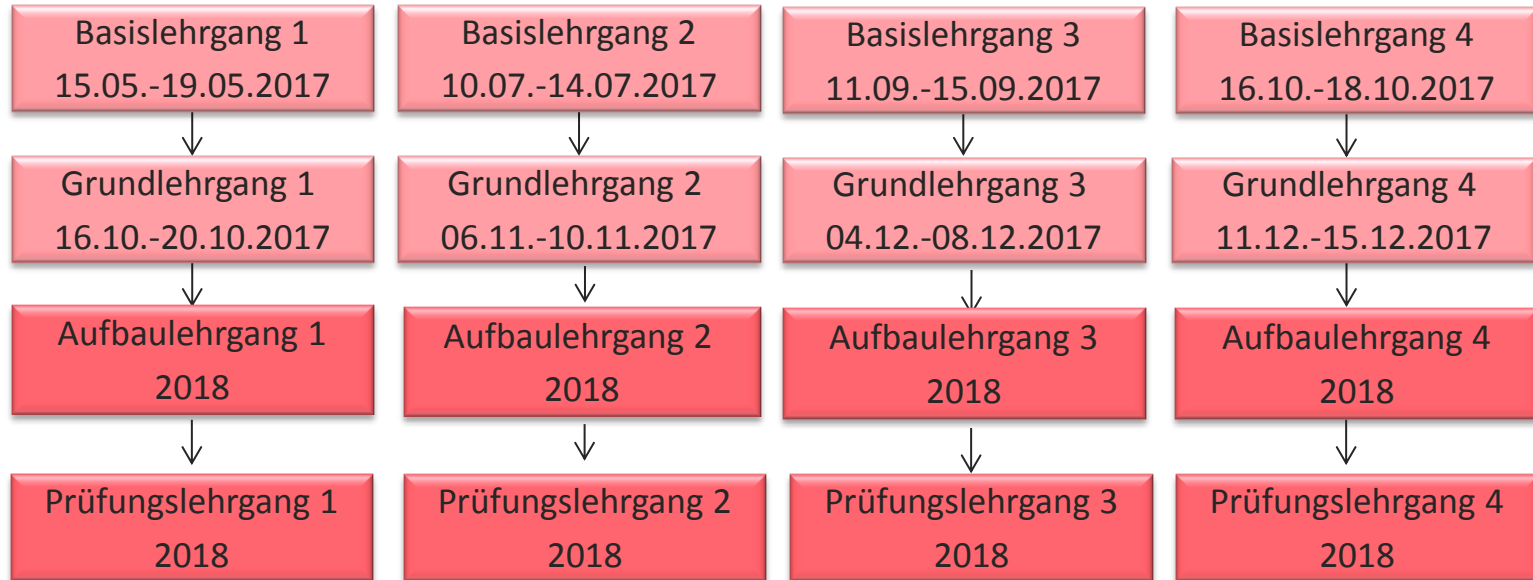 Basislehrgang 1
15.05.-19.05.2017
Basislehrgang 2
10.07.-14.07.2017
Basislehrgang 3
11.09.-15.09.2017
Basislehrgang 4
16.10.-18.10.2017
Grundlehrgang 1
16.10.-20.10.2017
Grundlehrgang 2
06.11.-10.11.2017
Grundlehrgang 3
04.12.-08.12.2017
Grundlehrgang 4
11.12.-15.12.2017
Aufbaulehrgang 1
2018
Aufbaulehrgang 2
2018
Aufbaulehrgang 3
2018
Aufbaulehrgang 4
2018
Prüfungslehrgang 1
2018
Prüfungslehrgang 2
2018
Prüfungslehrgang 3
2018
Prüfungslehrgang 4
2018